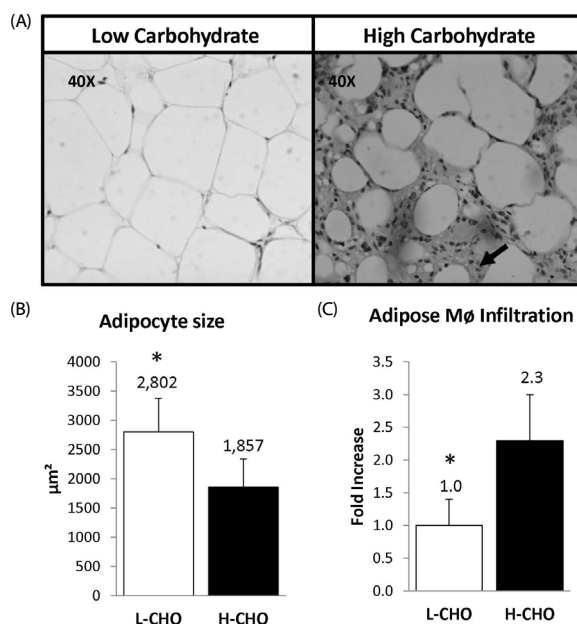 (A)
Low Carbohydrate High Carbohydrate
40X 40X
(B)
Adipocyte size
4000
3500
3000
2500
2000
1500
1000
500
0
µm²
*
2,802
1,857
L-CHO H-CHO
(C)
Adipose Mø Infiltration
3.5
3.0
2.5
2.0
1.5
1.0
0.5
0.0
Fold Increase
*
1.0
2.3
L-CHO H-CHO